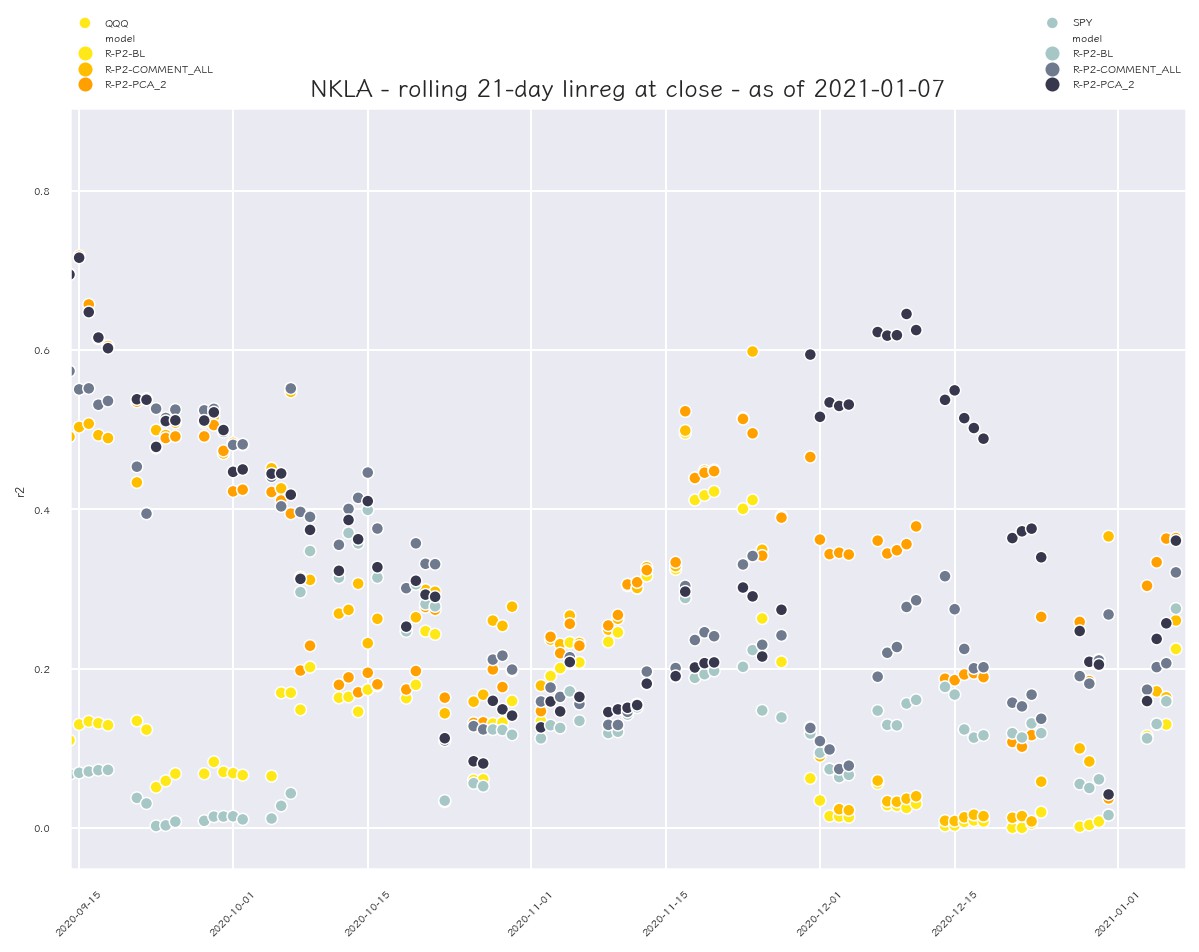 QQQ
model
R-P2-BL
R-P2-COMMENT_ALL
R-P2-PCA_2
SPY
model
R-P2-BL
R-P2-COMMENT_ALL
R-P2-PCA_2
NKLA - rolling 21-day linreg at close - as of 2021-01-07
0.8
0.6
r2
0.4
0.2
0.0
2020-09-15
2020-10-01
2020-10-15
2020-11-01
2020-11-15
2020-12-01
2020-12-15
2021-01-01